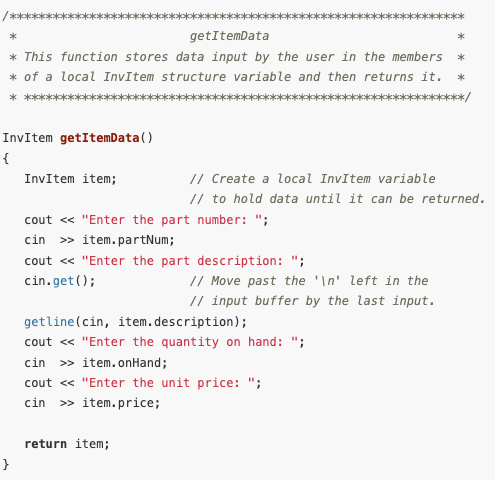 /***************************************************************
 *                        getItemData                          *
 * This function stores data input by the user in the members  *
 * of a local InvItem structure variable and then returns it.  *
 * *************************************************************/
InvItem getItemData()
{
   InvItem item;          // Create a local InvItem variable
                          // to hold data until it can be returned.
   cout << "Enter the part number: ";
   cin  >> item.partNum;
   cout << "Enter the part description: ";
   cin.get();             // Move past the '\n' left in the
                          // input buffer by the last input.
   getline(cin, item.description);
   cout << "Enter the quantity on hand: ";
   cin  >> item.onHand;
   cout << "Enter the unit price: ";
   cin  >> item.price;
   return item;
}